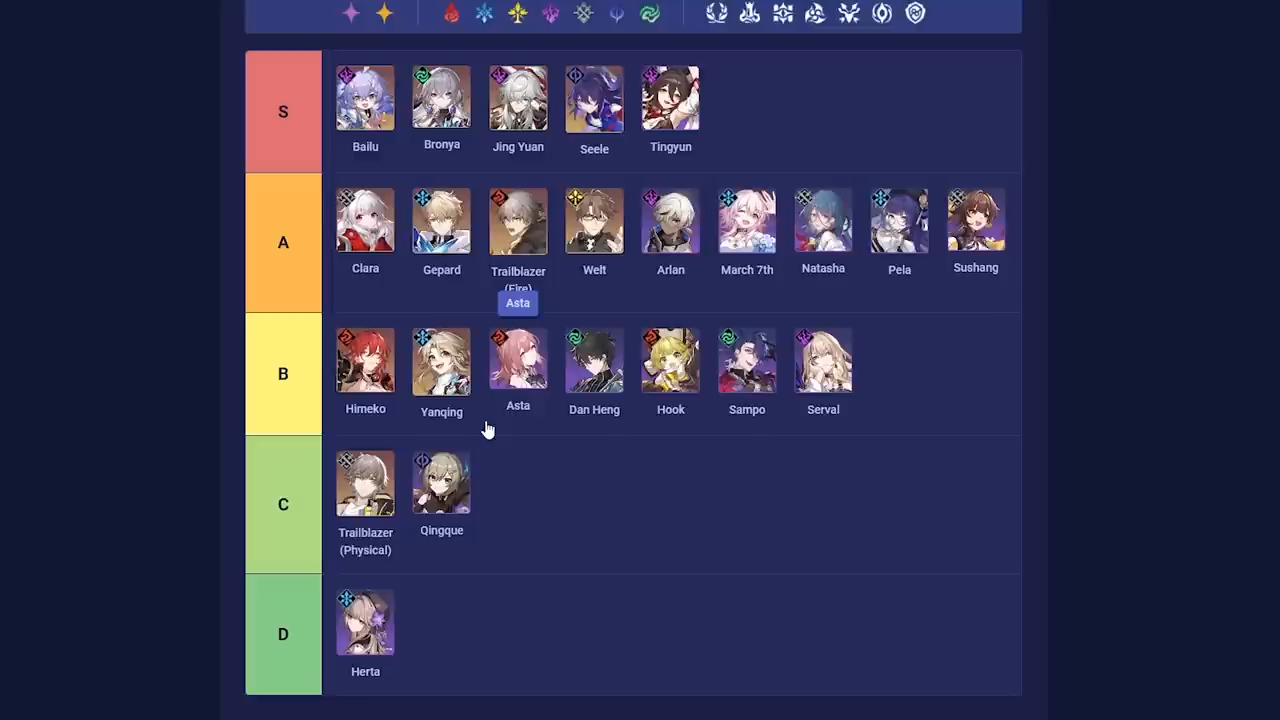 S
Bailu
Bronya
Jing Yuan
Seele
Tingyun
A
Clara
Gepard
Trailblazer
(Fire)
Welt
Arlan
March 7th
Natasha
Pela
Sushang
Asta
B
Himeko
Yanqing
Asta
Dan Heng
Hook
Sampo
Serval
C
Trailblazer
(Physical)
Qingque
D
Herta